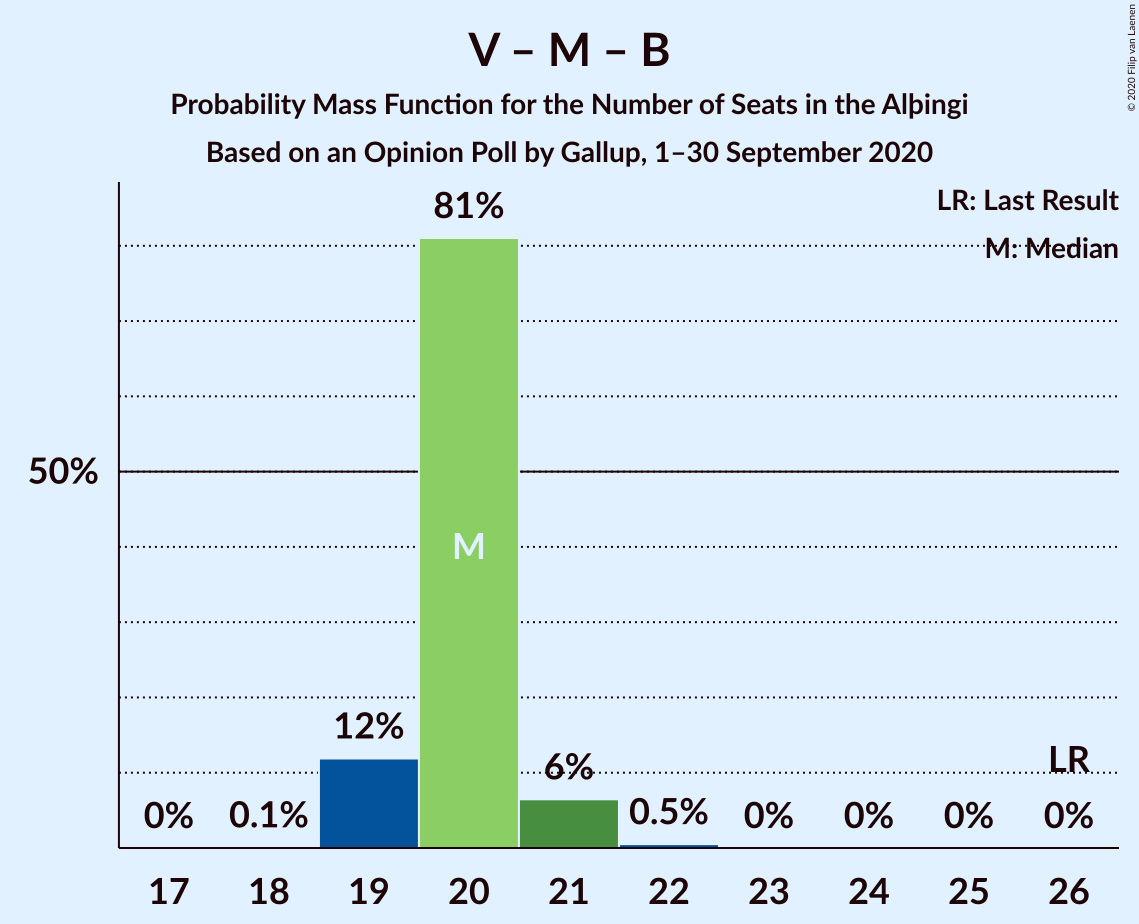 V – M – B
Probability Mass Function for the Number of Seats in the Alþingi
Based on an Opinion Poll by Gallup, 1–30 September 2020
© 2020 Filip van Laenen
LR: Last Result
M: Median
81%
50%
M
12%
6%
LR
0%
0.1%
0.5%
0%
0%
0%
0%
17 18 19 20 21 22 23 24 25 26